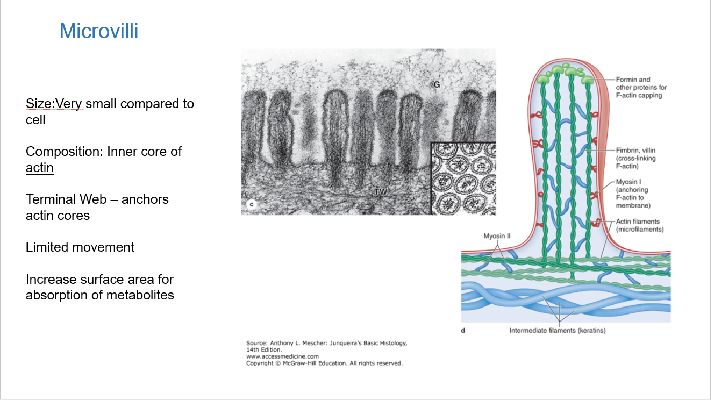 Microvilli
Size:Very small compared to
cell
Composition: Inner core of
actin
Terminal Web – anchors
actin cores
Limited movement
Increase surface area for
absorption of metabolites
G
c
Formin and
other proteins for
F-actin capping
Fimbrin, villin
(cross-linking
F-actin)
Myosin I
(anchoring
F-actin to
membrane)
Actin filaments
(microfilaments)
Myosin II
d
Intermediate filaments (keratins)
Source: Anthony L. Mescher: Junqueira's Basic Histology,
14th Edition.
www.accessmedicine.com
Copyright © McGraw-Hill Education. All rights reserved.